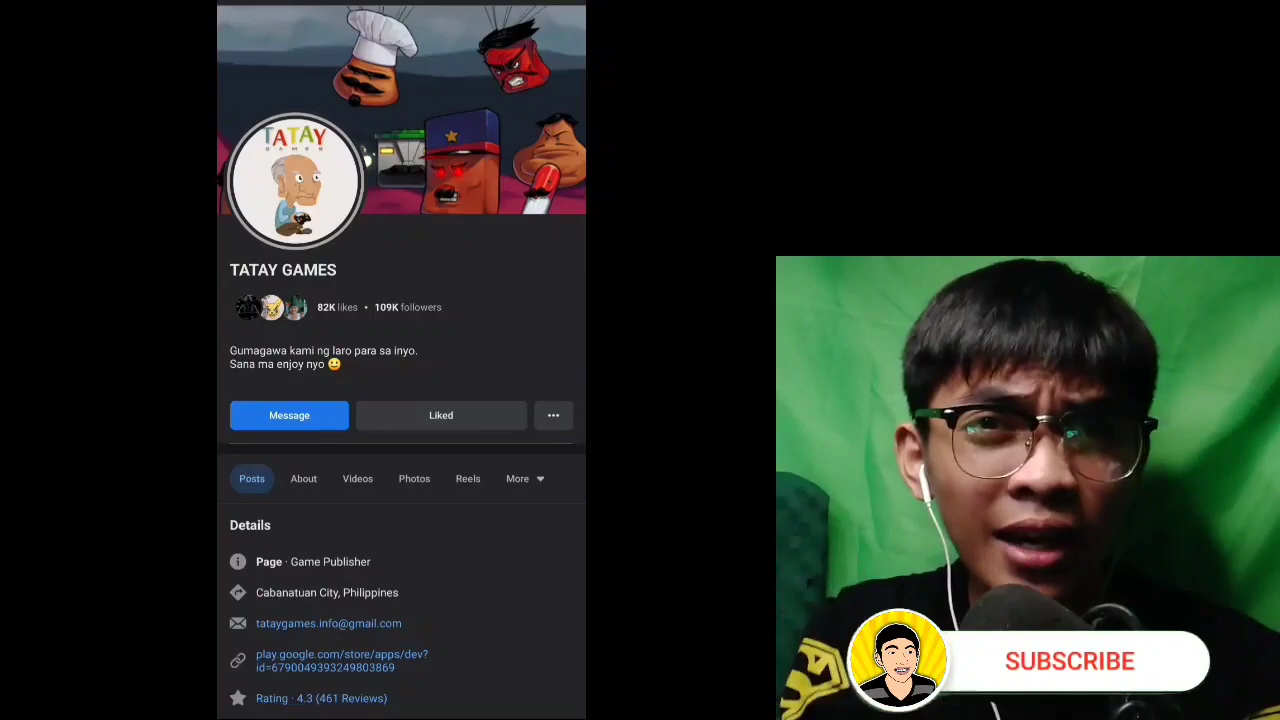 TATAY
GAMES
TATAY GAMES
82K likes • 109K followers
Gumagawa kami ng laro para sa inyo.
Sana ma enjoy nyo 😀
Message
Liked
Posts
About
Videos
Photos
Reels
More
Details
Page · Game Publisher
Cabanatuan City, Philippines
tataygames.info@gmail.com
play.google.com/store/apps/dev?
id=6790049393249803869
Rating · 4.3 (461 Reviews)
SUBSCRIBE